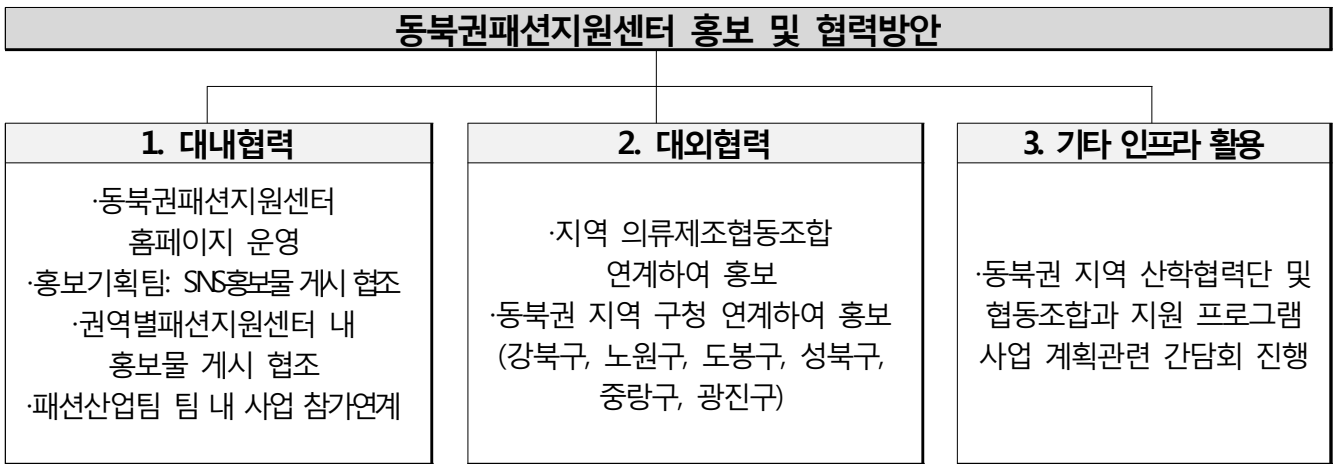 동북권패션지원센터 홍보 및 협력방안
1. 대내협력
·동북권패션지원센터
홈페이지 운영
·홍보기획팀: SNS홍보물 게시 협조
·권역별패션지원센터 내
홍보물 게시 협조
·패션산업팀 팀 내 사업 참가연계
2. 대외협력
·지역 의류제조협동조합
연계하여 홍보
·동북권 지역 구청 연계하여 홍보
(강북구, 노원구, 도봉구, 성북구,
중랑구, 광진구)
3. 기타 인프라 활용
·동북권 지역 산학협력단 및
협동조합과 지원 프로그램
사업 계획관련 간담회 진행